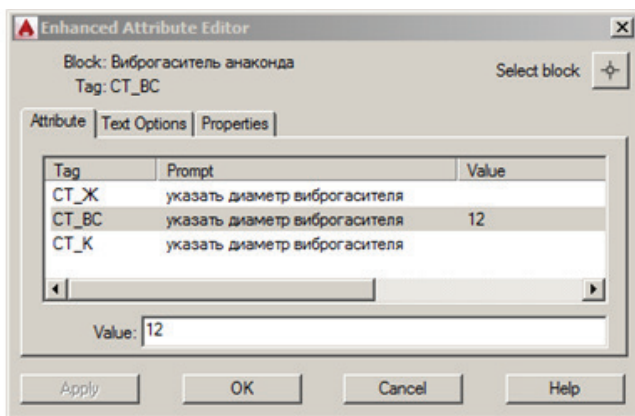 Enhanced Attribute Editor
Block: Виброгаситель анаконда
Tag: СТ_ВС
Select block
Attribute Text Options Properties
Tag Prompt Value
СТ_Ж указать диаметр виброгасителя
СТ_ВС указать диаметр виброгасителя 12
СТ_К указать диаметр виброгасителя
Value: 12
Apply OK Cancel Help